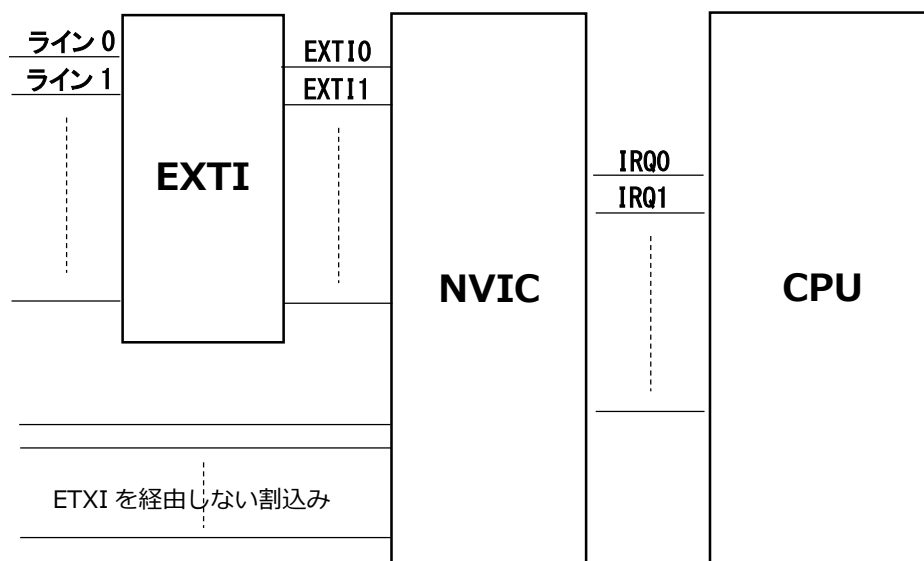 ライン 0
ライン 1
EXTI
EXTI0
EXTI1
NVIC
IRQ0
IRQ1
CPU
ETXI を経由しない割込み